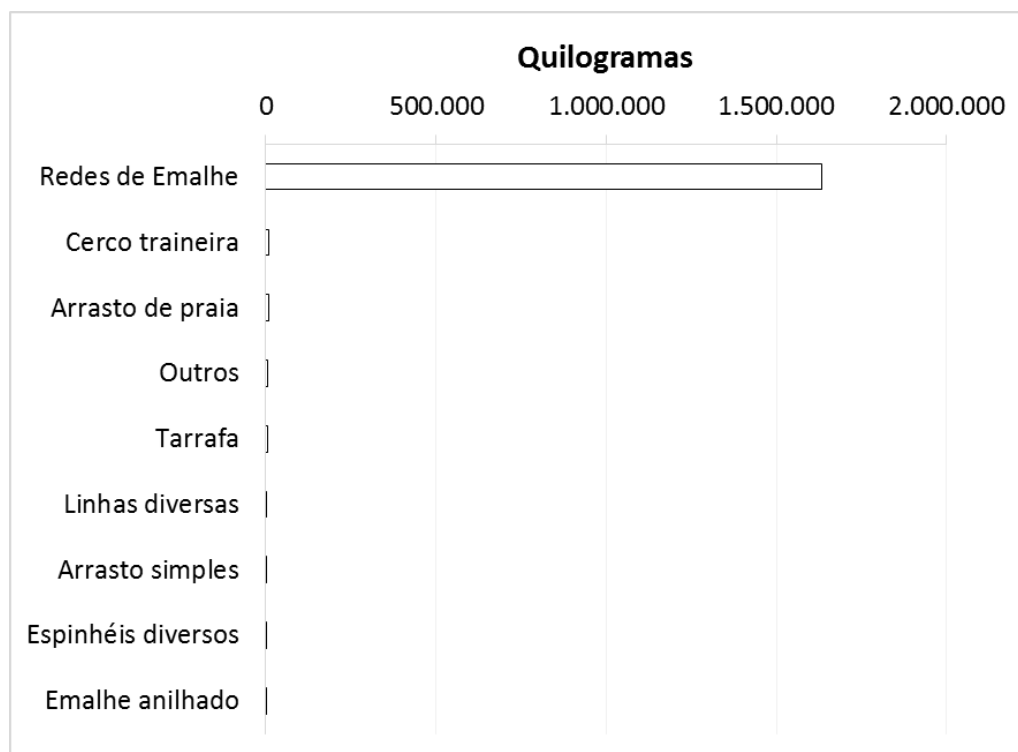 Quilogramas
0 500.000 1.000.000 1.500.000 2.000.000
Redes de Emalhe
Cerco traineira
Arrasto de praia
Outros
Tarrafa
Linhas diversas
Arrasto simples
Espinhéis diversos
Emalhe anilhado